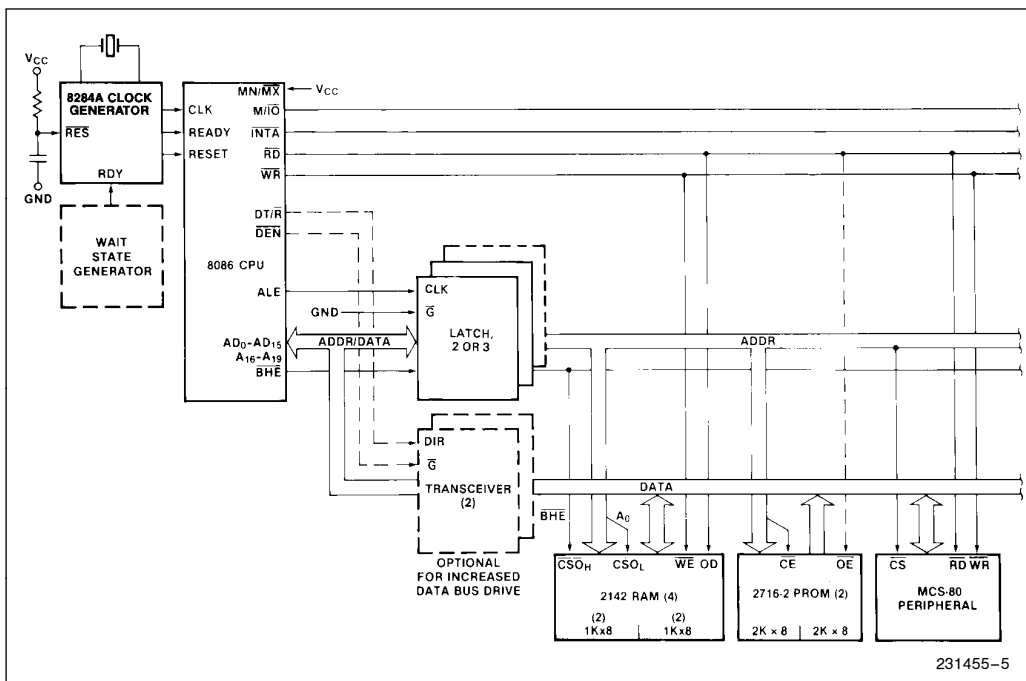 VCC
8284A CLOCK
GENERATOR
RES
RDY
GND
WAIT
STATE
GENERATOR
CLK
READY
RESET
MN/MX
VCC
M/IO
INTA
RD
WR
DT/R
DEN
8086 CPU
ALE
AD0-AD15
A16-A19
BHE
ADDR/DATA
GND
CLK
G
LATCH,
2 OR 3
ADDR
DIR
G
TRANSCEIVER
(2)
OPTIONAL
FOR INCREASED
DATA BUS DRIVE
DATA
BHE
A0
CSOH
CSOL
WE
OD
2142 RAM (4)
(2)
1Kx8
(2)
1Kx8
CE
OE
2716-2 PROM (2)
2K × 8
2K × 8
CS
RD
WR
MCS-80
PERIPHERAL
231455–5